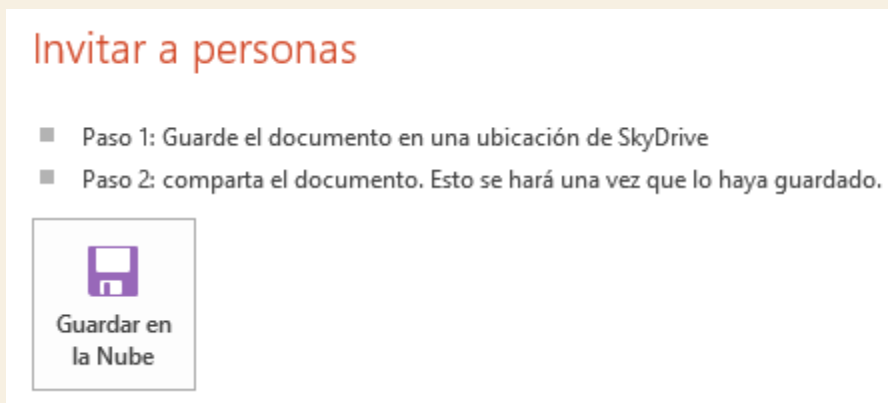 Invitar a personas
Paso 1: Guarde el documento en una ubicación de SkyDrive
Paso 2: comparta el documento. Esto se hará una vez que lo haya guardado.
Guardar en
la Nube